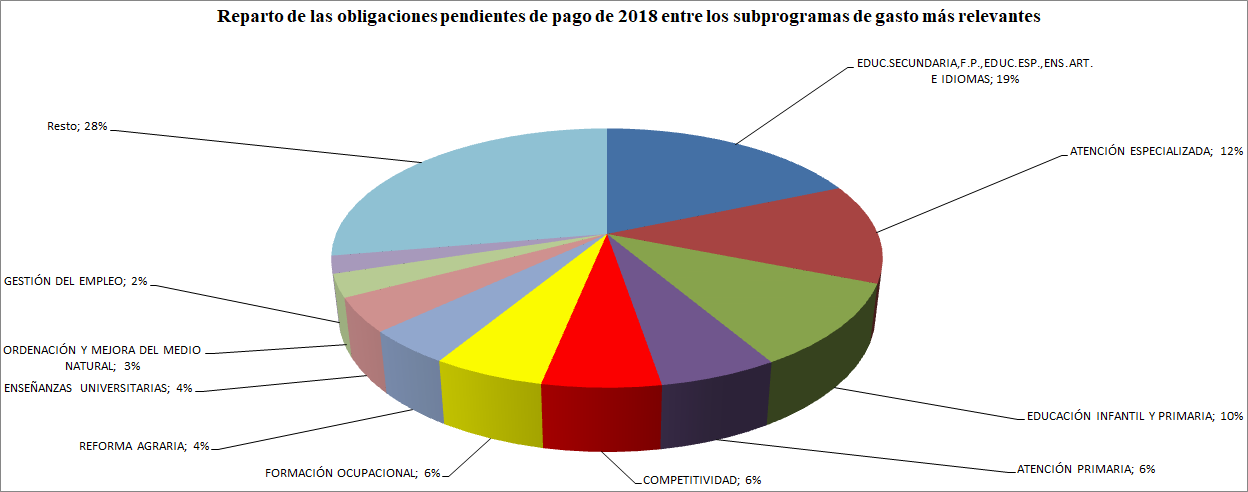 Reparto de las obligaciones pendientes de pago de 2018 entre los subprogramas de gasto más relevantes
EDUC.SECUNDARIA,F.P.,EDUC.ESP.,ENS.ART.
E IDIOMAS; 19%
ATENCIÓN ESPECIALIZADA; 12%
EDUCACIÓN INFANTIL Y PRIMARIA; 10%
ATENCIÓN PRIMARIA; 6%
COMPETITIVIDAD; 6%
FORMACIÓN OCUPACIONAL; 6%
REFORMA AGRARIA; 4%
ENSEÑANZAS UNIVERSITARIAS; 4%
ORDENACIÓN Y MEJORA DEL MEDIO
NATURAL; 3%
GESTIÓN DEL EMPLEO; 2%
Resto; 28%